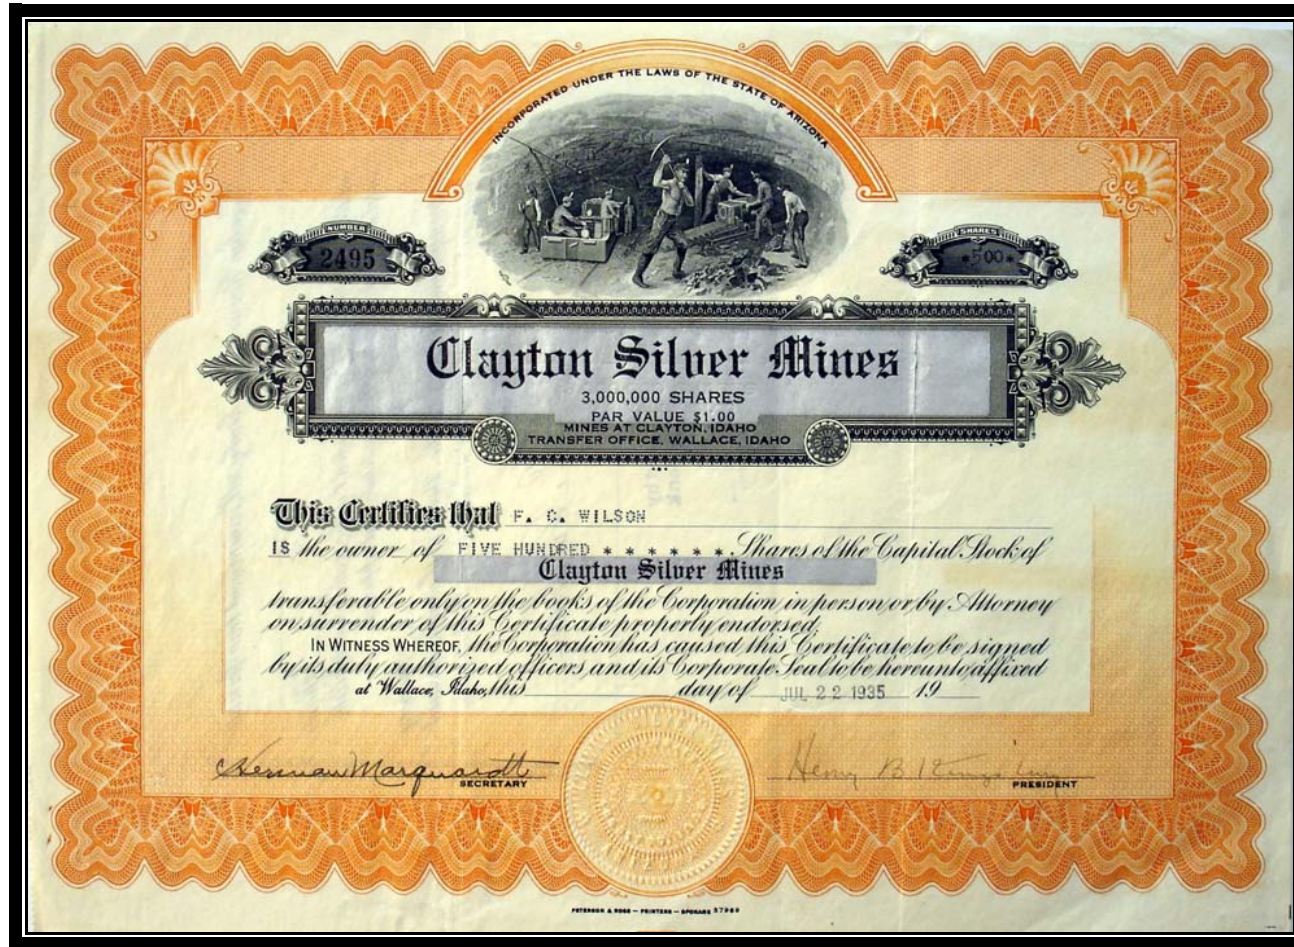 INCORPORATED UNDER THE LAWS OF THE STATE OF ARIZONA
NUMBER
2495
SHARES
*500*
Clayton Silver Mines
3,000,000 SHARES
PAR VALUE $1.00
MINES AT CLAYTON, IDAHO
TRANSFER OFFICE, WALLACE, IDAHO
This Certifies that F. C. WILSON
IS the owner of FIVE HUNDRED * * * * * * Shares of the Capital Stock of
Clayton Silver Mines
transferable only on the books of the Corporation in person or by Attorney
on surrender of this Certificate properly endorsed.
IN WITNESS WHEREOF, the Corporation has caused this Certificate to be signed
by its duly authorized officers and its Corporate Seal to be hereunto affixed
at Wallace, Idaho, this day of JUL 22 1935 19
Herman Marquardt
SECRETARY
Henry B.
PRESIDENT
PETERSON & ROSE — PRINTERS — SPOKANE